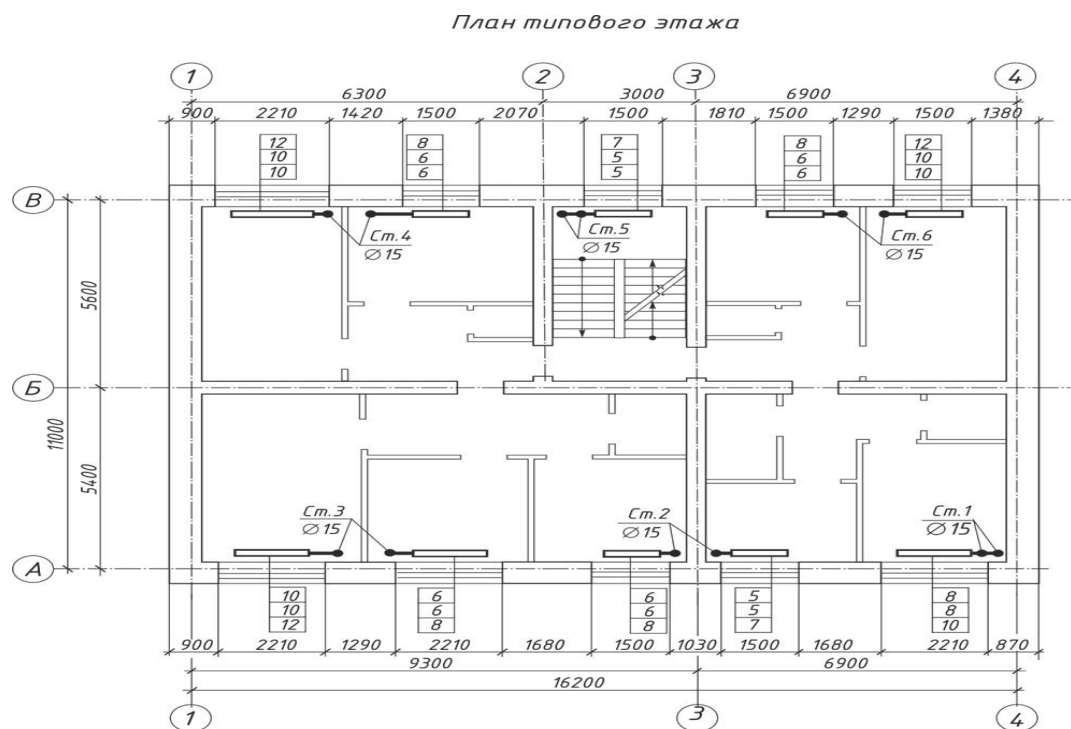 План типового этажа
1 2 3 4
6300 3000 6900
900 2210 1420 1500 2070 1500 1810 1500 1290 1500 1380
12 8 7 8 12
10 6 5 6 10
10 6 5 6 10
В
Ст.4 Ст.5 Ст.6
Ø 15 Ø 15 Ø 15
5600
Б
11000
5400
Ст.3 Ст.2 Ст.1
Ø 15 Ø 15 Ø 15
А
10 6 6 5 8
10 6 6 5 8
12 8 8 7 10
900 2210 1290 2210 1680 1500 1030 1500 1680 2210 870
9300 6900
16200
1 3 4